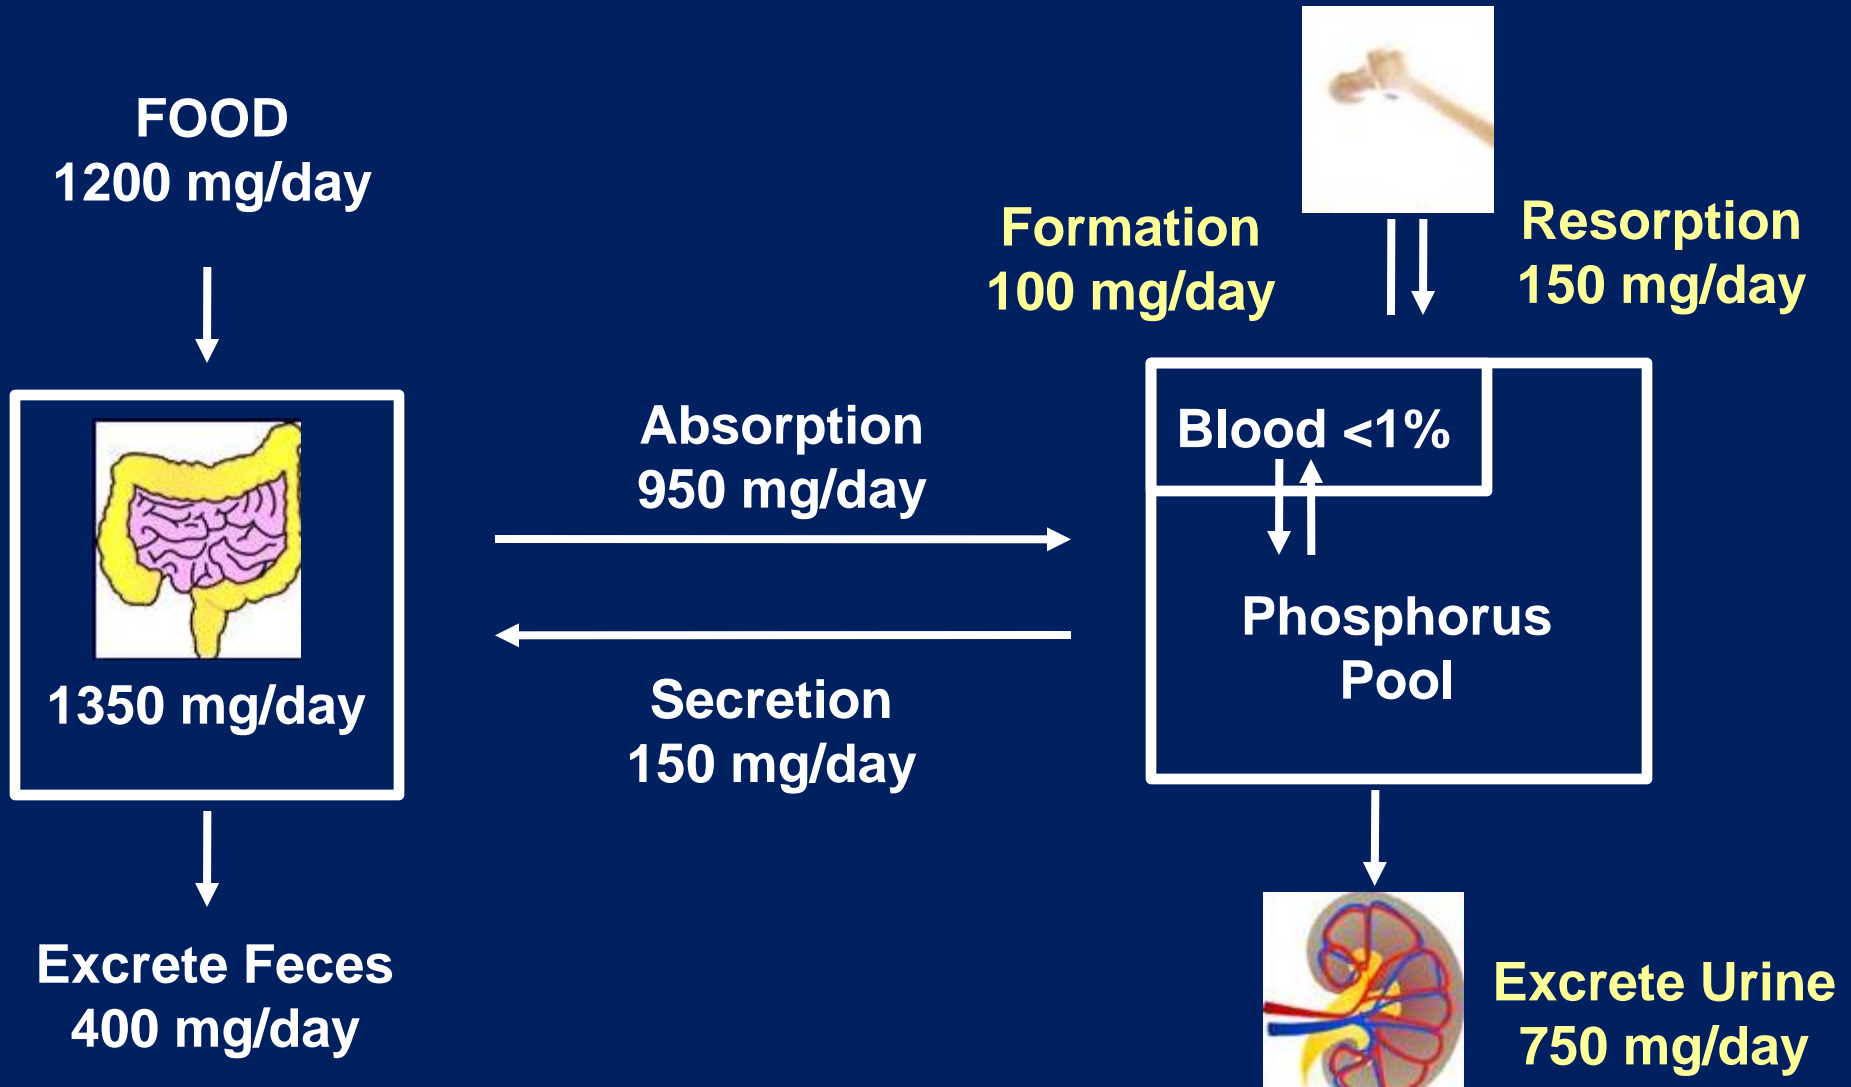 FOOD
1200 mg/day
Formation
100 mg/day
Resorption
150 mg/day
Absorption
950 mg/day
Blood <1%
1350 mg/day
Secretion
150 mg/day
Phosphorus
Pool
Excrete Feces
400 mg/day
Excrete Urine
750 mg/day